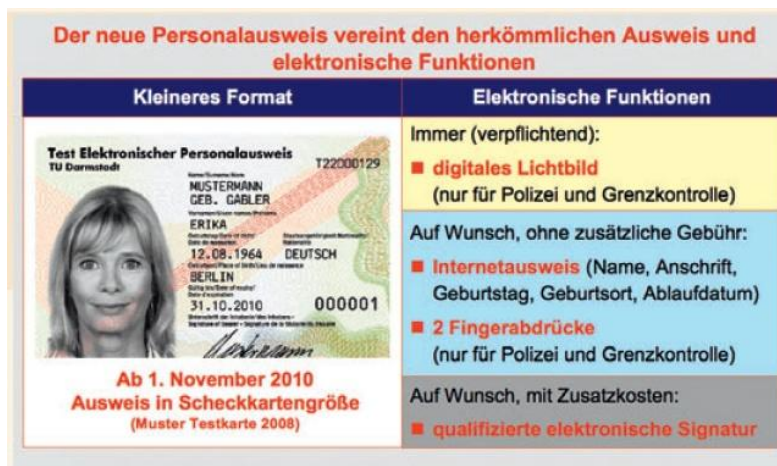 Der neue Personalausweis vereint den herkömmlichen Ausweis und
elektronische Funktionen
Kleineres Format
Test Elektronischer Personalausweis
TU Darmstadt
T22000129
Name/Surname/Nom
MUSTERMANN
GEB. GABLER
ERIKA
12.08.1964 DEUTSCH
BERLIN
31.10.2010 000001
Ab 1. November 2010
Ausweis in Scheckkartengröße
(Muster Testkarte 2008)
Elektronische Funktionen
Immer (verpflichtend):
digitales Lichtbild
(nur für Polizei und Grenzkontrolle)
Auf Wunsch, ohne zusätzliche Gebühr:
Internetausweis (Name, Anschrift,
Geburtstag, Geburtsort, Ablaufdatum)
2 Fingerabdrücke
(nur für Polizei und Grenzkontrolle)
Auf Wunsch, mit Zusatzkosten:
qualifizierte elektronische Signatur